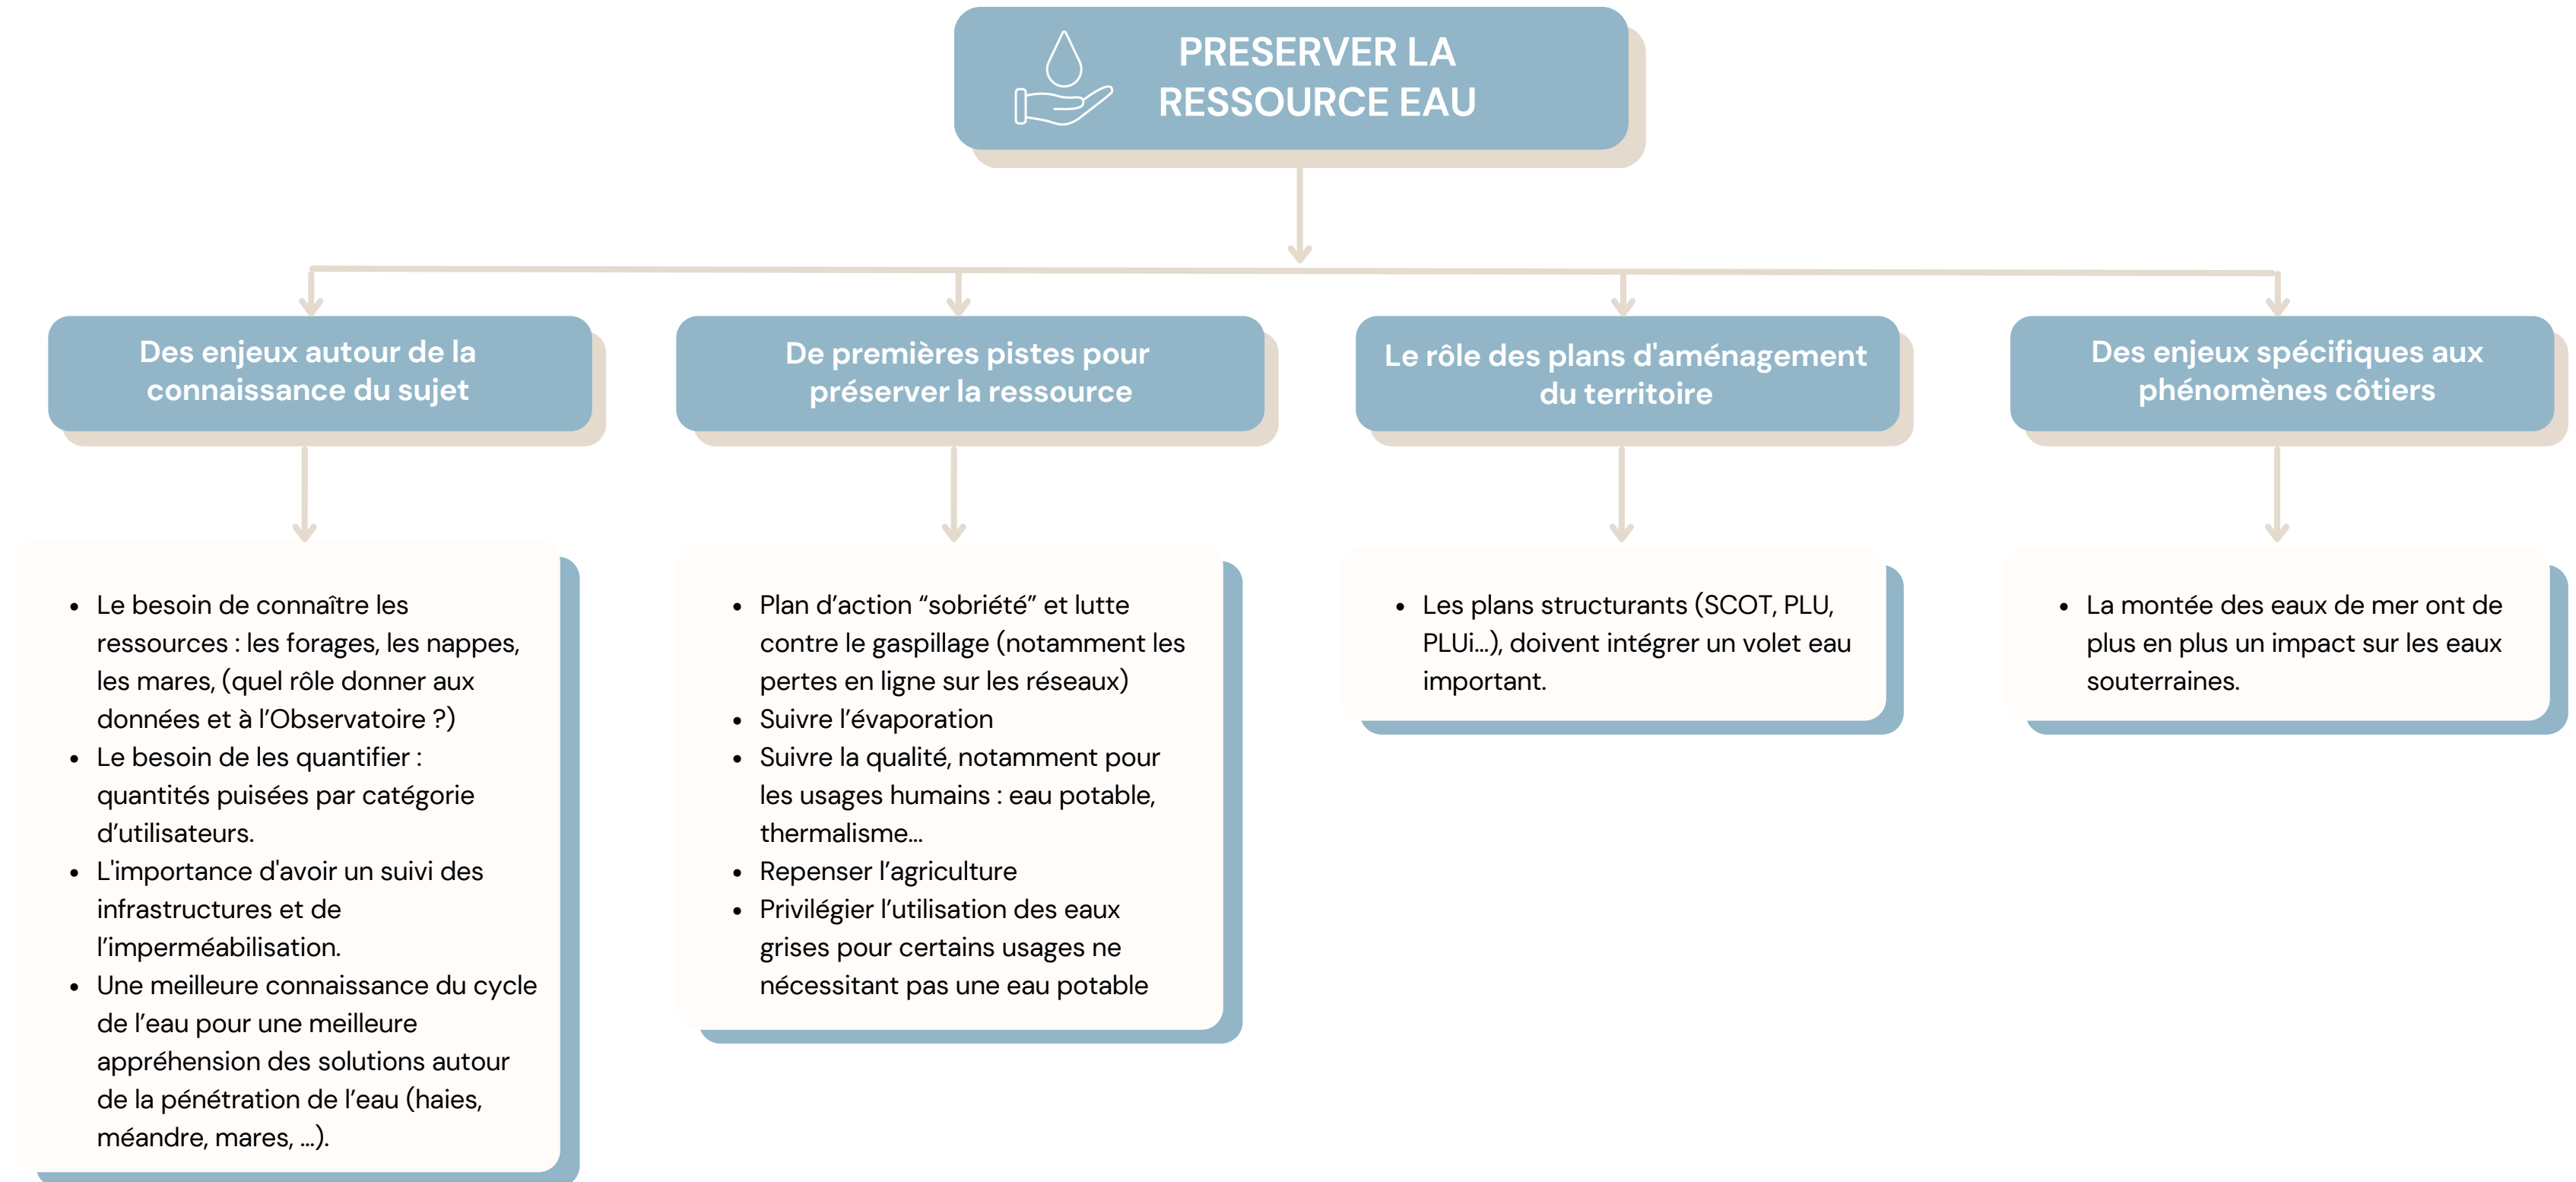 PRESERVER LA
RESSOURCE EAU
Des enjeux autour de la
connaissance du sujet
De premières pistes pour
préserver la ressource
Le rôle des plans d'aménagement
du territoire
Des enjeux spécifiques aux
phénomènes côtiers
• Le besoin de connaître les
ressources : les forages, les nappes,
les mares, (quel rôle donner aux
données et à l’Observatoire ?)
• Le besoin de les quantifier :
quantités puisées par catégorie
d’utilisateurs.
• L'importance d'avoir un suivi des
infrastructures et de
l’imperméabilisation.
• Une meilleure connaissance du cycle
de l’eau pour une meilleure
appréhension des solutions autour
de la pénétration de l’eau (haies,
méandre, mares, ...).
• Plan d’action “sobriété” et lutte
contre le gaspillage (notamment les
pertes en ligne sur les réseaux)
• Suivre l’évaporation
• Suivre la qualité, notamment pour
les usages humains : eau potable,
thermalisme...
• Repenser l’agriculture
• Privilégier l’utilisation des eaux
grises pour certains usages ne
nécessitant pas une eau potable
• Les plans structurants (SCOT, PLU,
PLUi...), doivent intégrer un volet eau
important.
• La montée des eaux de mer ont de
plus en plus un impact sur les eaux
souterraines.